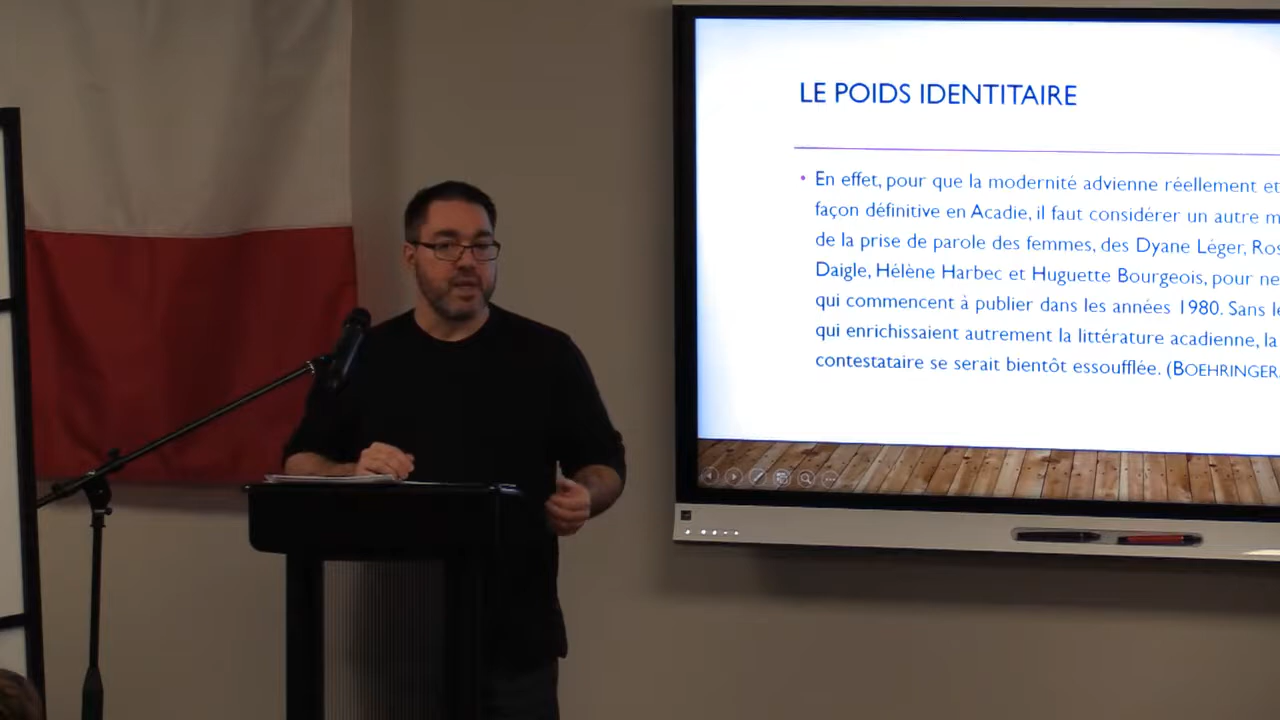 LE POIDS IDENTITAIRE
• En effet, pour que la modernité advienne réellement et
façon définitive en Acadie, il faut considérer un autre m
de la prise de parole des femmes, des Dyane Léger, Ros
Daigle, Hélène Harbec et Huguette Bourgeois, pour ne
qui commencent à publier dans les années 1980. Sans le
qui enrichissaient autrement la littérature acadienne, la
contestataire se serait bientôt essoufflée. (BOEHRINGER